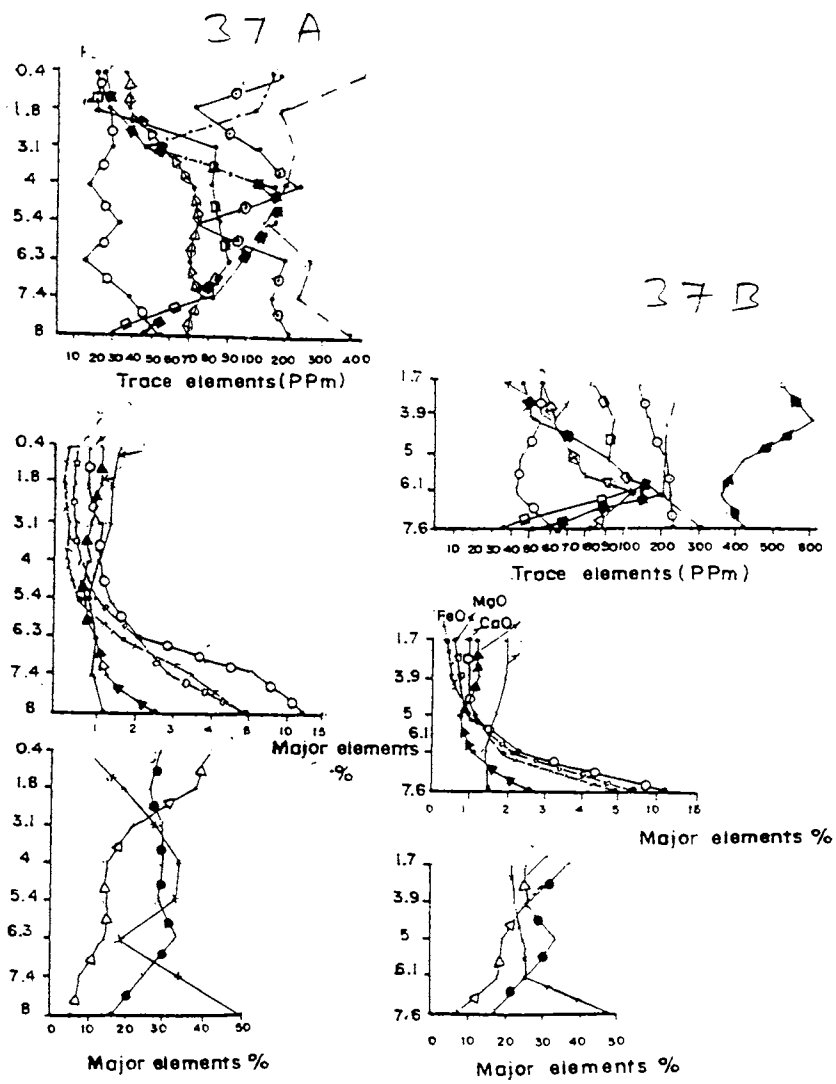 37 A
0.4
1.8
3.1
4
5.4
6.3
7.4
8
10 20 30 40 50 60 70 80 90 100 200 300 400
Trace elements (PPm)
37 B
1.7
3.9
5
6.1
7.6
10 20 30 40 50 60 70 80 90 100 200 300 400 500 600
Trace elements (PPm)
0.4
1.8
3.1
4
5.4
6.3
7.4
8
1 2 3 4 5 10 15
Major elements %
FeO MgO
CaO
1.7
3.9
5
6.1
7.6
0 1 2 3 4 5 10 15
Major elements %
0.4
1.8
3.1
4
5.4
6.3
7.4
8
0 10 20 30 40 50
Major elements %
1.7
3.9
5
6.1
7.6
0 10 20 30 40 50
Major elements %